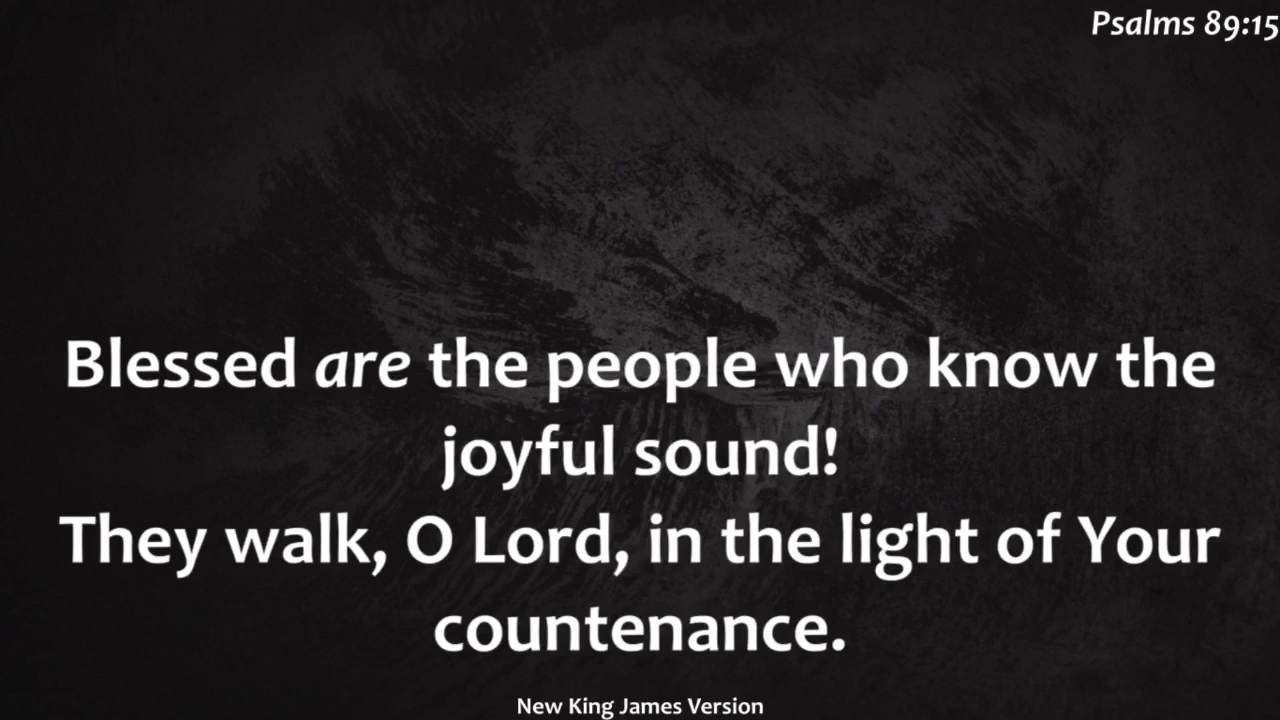 Psalms 89:15
Blessed are the people who know the
joyful sound!
They walk, O Lord, in the light of Your
countenance.
New King James Version